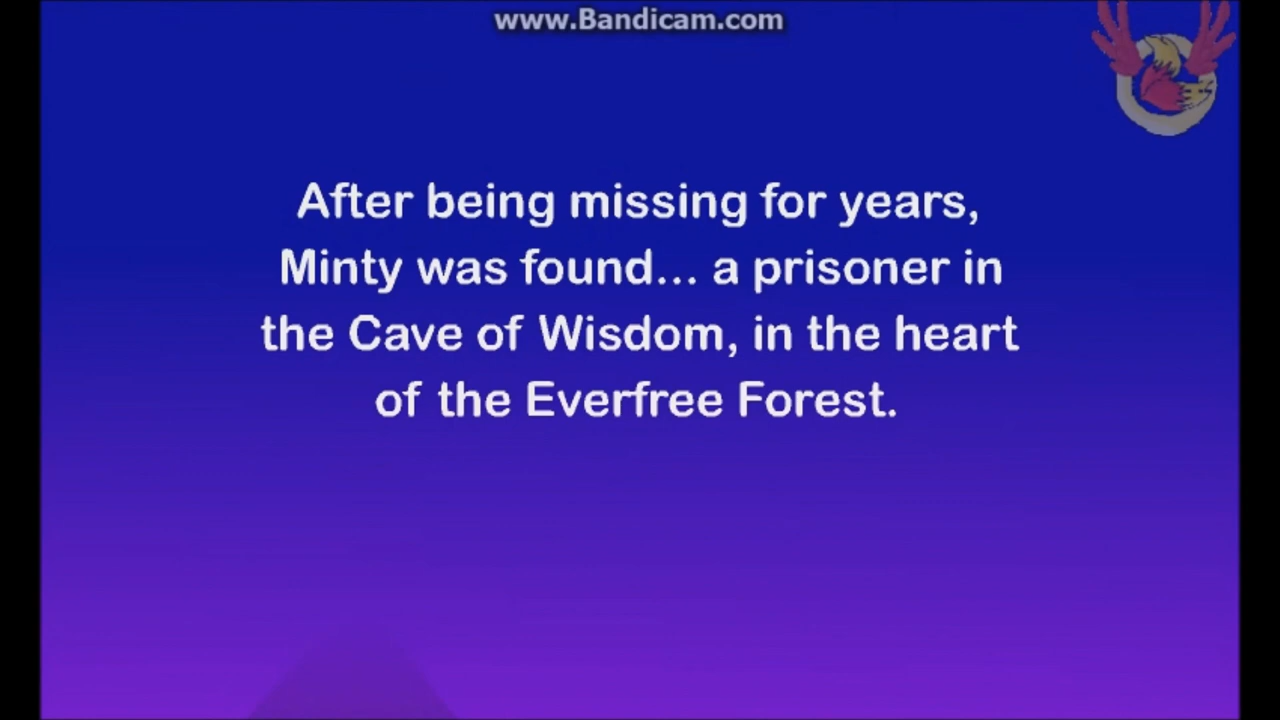 www.Bandicam.com
After being missing for years,
Minty was found... a prisoner in
the Cave of Wisdom, in the heart
of the Everfree Forest.